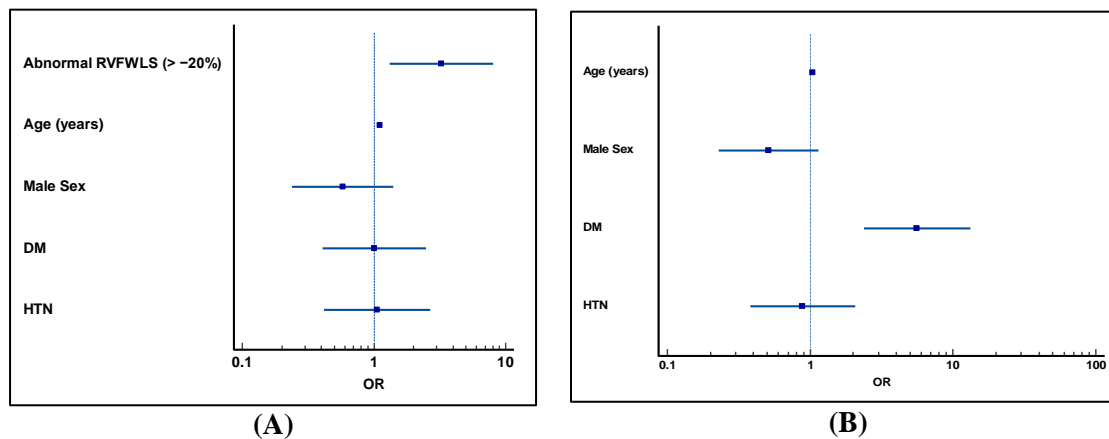 Abnormal RVFWLS (> −20%)
Age (years)
Male Sex
DM
HTN
0.1 1 10
OR
(A)
Age (years)
Male Sex
DM
HTN
0.1 1 10 100
OR
(B)